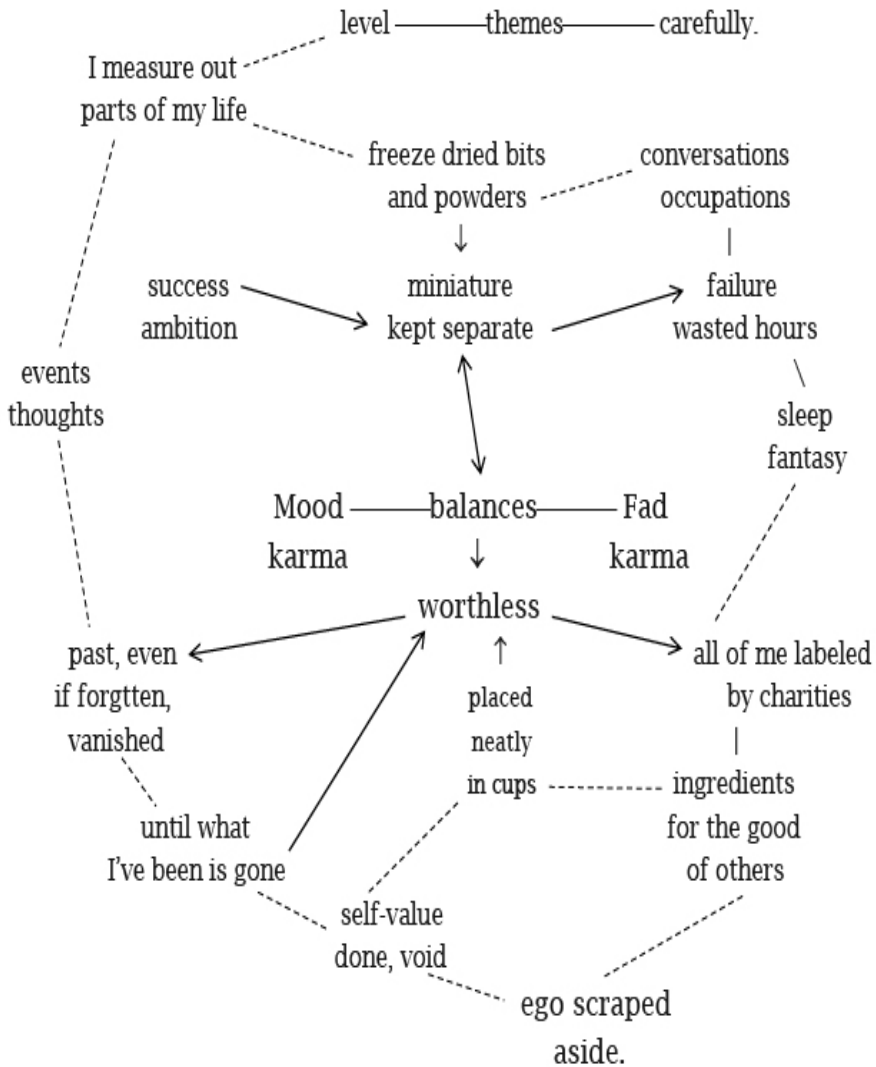 level themes carefully.
I measure out
parts of my life
freeze dried bits
and powders
conversations
occupations
success
ambition
miniature
kept separate
failure
wasted hours
events
thoughts
sleep
fantasy
Mood balances Fad
karma karma
worthless
past, even
if forgtten,
vanished
all of me labeled
by charities
placed
neatly
in cups
ingredients
for the good
of others
until what
I've been is gone
self-value
done, void
ego scraped
aside.